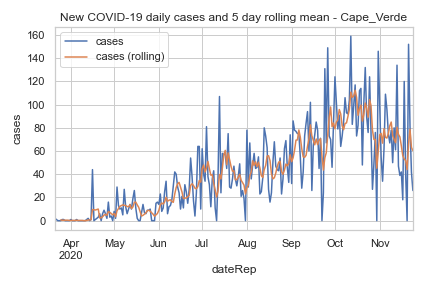 New COVID-19 daily cases and 5 day rolling mean - Cape_Verde
cases
cases (rolling)
160
140
120
100
80
60
40
20
0
cases
Apr
2020
May
Jun
Jul
Aug
Sep
Oct
Nov
dateRep